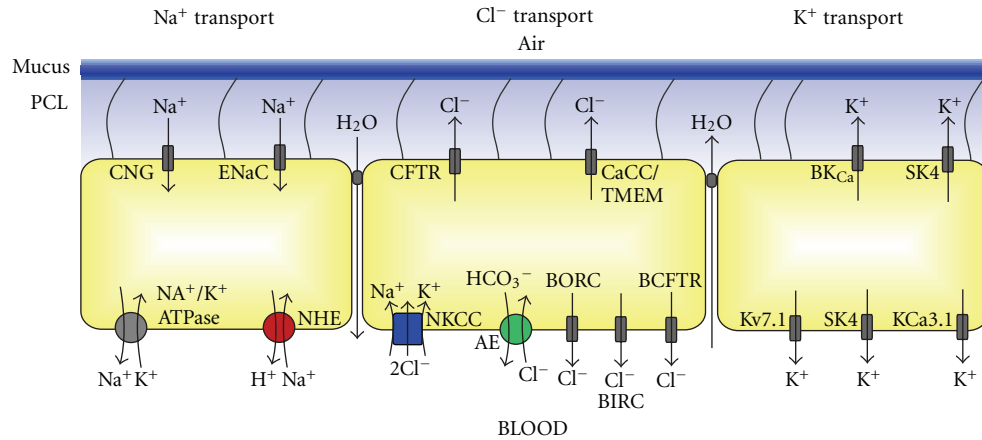 Na⁺ transport Cl⁻ transport K⁺ transport
Air
Mucus
PCL
Na⁺ Na⁺ Cl⁻ Cl⁻ K⁺ K⁺
H₂O H₂O
CNG ENaC CFTR CaCC/ BK_Ca SK4
TMEM
HCO₃⁻ BORC BCFTR
Na⁺ K⁺
NA⁺/K⁺
ATPase NHE NKCC Kv7.1 SK4 KCa3.1
AE
Na⁺ K⁺ H⁺ Na⁺ 2Cl⁻ Cl⁻ Cl⁻ Cl⁻ Cl⁻ K⁺ K⁺ K⁺
BIRC
BLOOD